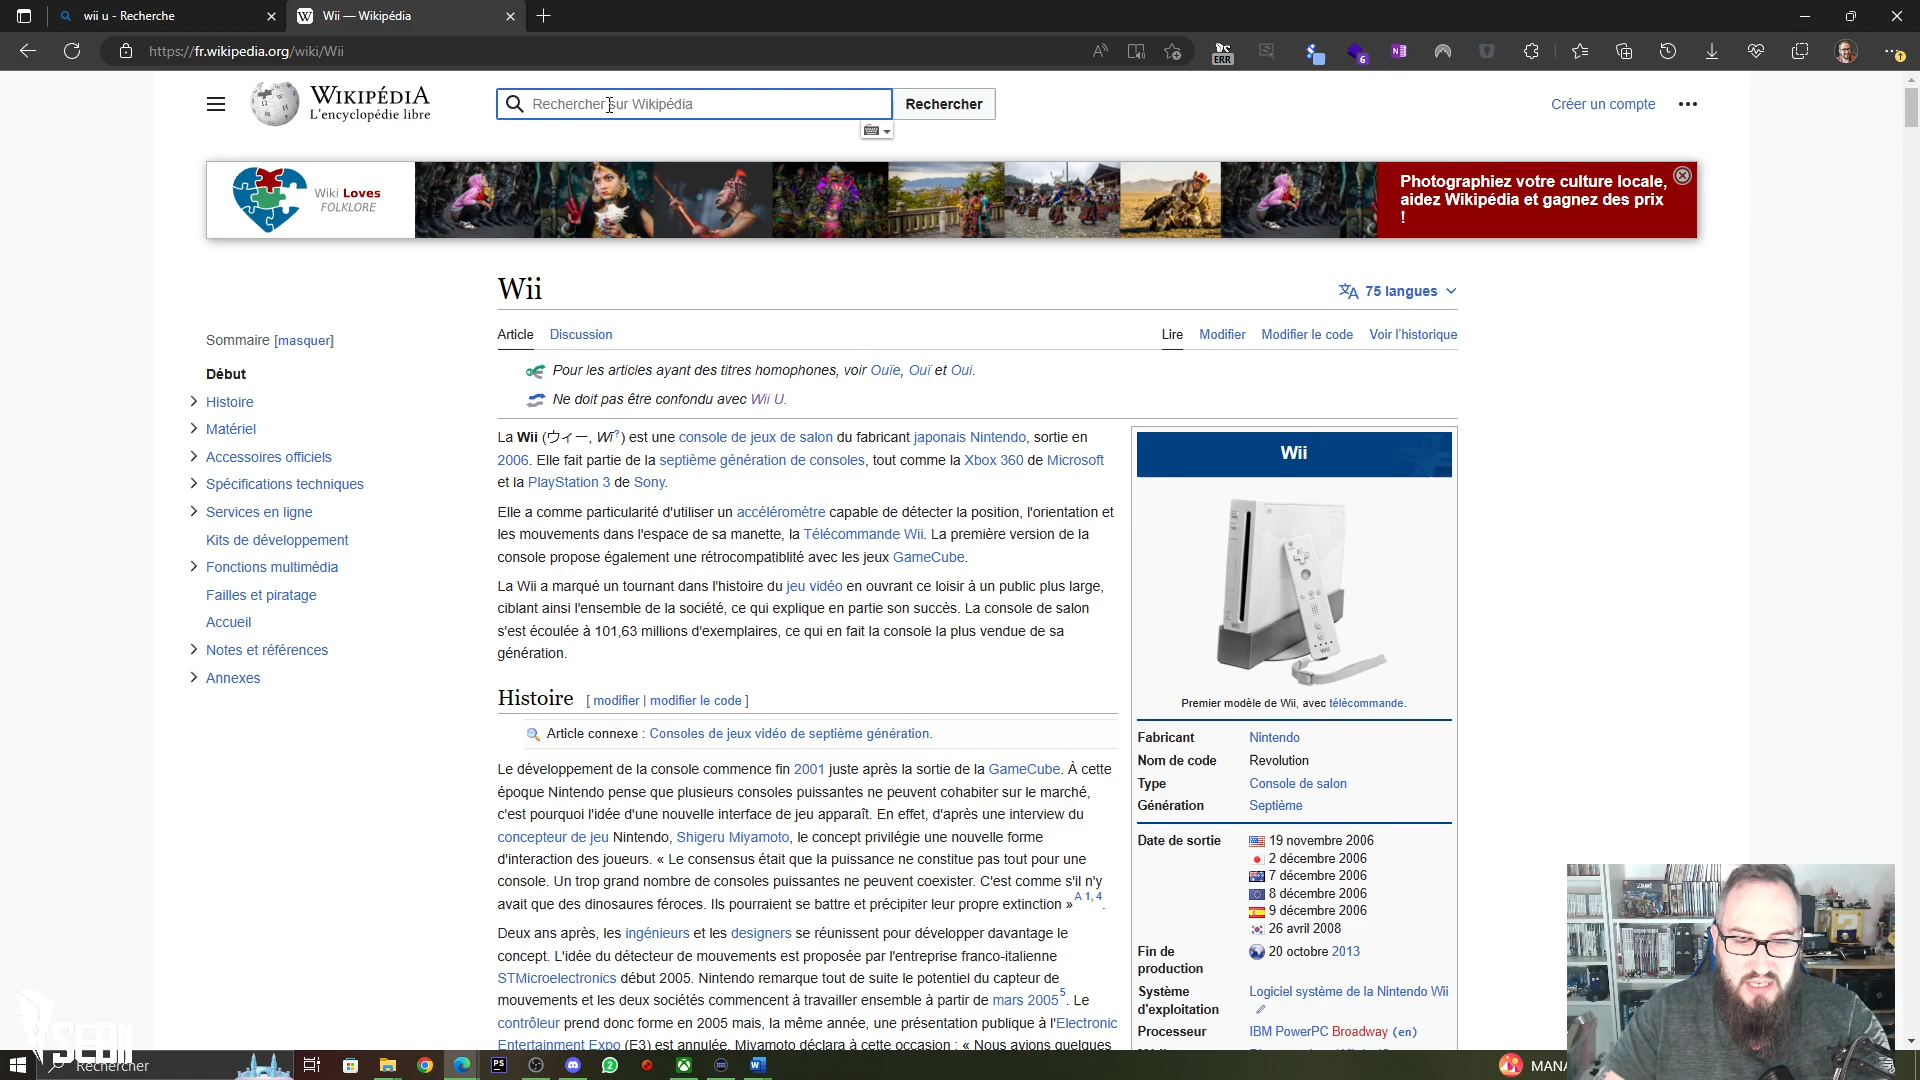 wii u - Recherche
Wii — Wikipédia
https://fr.wikipedia.org/wiki/Wii
ERR
6
WIKIPÉDIA
L'encyclopédie libre
Rechercher sur Wikipédia
Rechercher
Créer un compte
Wiki Loves
FOLKLORE
Photographiez votre culture locale,
aidez Wikipédia et gagnez des prix
!
Wii
75 langues
Article Discussion
Lire Modifier Modifier le code Voir l'historique
Sommaire [masquer]
Début
Histoire
Matériel
Accessoires officiels
Spécifications techniques
Services en ligne
Kits de développement
Fonctions multimédia
Failles et piratage
Accueil
Notes et références
Annexes
Pour les articles ayant des titres homophones, voir Ouïe, Ouï et Oui.
Ne doit pas être confondu avec Wii U.
La Wii (ウィー, Wī?) est une console de jeux de salon du fabricant japonais Nintendo, sortie en
2006. Elle fait partie de la septième génération de consoles, tout comme la Xbox 360 de Microsoft
et la PlayStation 3 de Sony.
Elle a comme particularité d'utiliser un accéléromètre capable de détecter la position, l'orientation et
les mouvements dans l'espace de sa manette, la Télécommande Wii. La première version de la
console propose également une rétrocompatiblité avec les jeux GameCube.
La Wii a marqué un tournant dans l'histoire du jeu vidéo en ouvrant ce loisir à un public plus large,
ciblant ainsi l'ensemble de la société, ce qui explique en partie son succès. La console de salon
s'est écoulée à 101,63 millions d'exemplaires, ce qui en fait la console la plus vendue de sa
génération.
Histoire [ modifier | modifier le code ]
Article connexe : Consoles de jeux vidéo de septième génération.
Le développement de la console commence fin 2001 juste après la sortie de la GameCube. À cette
époque Nintendo pense que plusieurs consoles puissantes ne peuvent cohabiter sur le marché,
c'est pourquoi l'idée d'une nouvelle interface de jeu apparaît. En effet, d'après une interview du
concepteur de jeu Nintendo, Shigeru Miyamoto, le concept privilégie une nouvelle forme
d'interaction des joueurs. « Le consensus était que la puissance ne constitue pas tout pour une
console. Un trop grand nombre de consoles puissantes ne peuvent coexister. C'est comme s'il n'y
avait que des dinosaures féroces. Ils pourraient se battre et précipiter leur propre extinction » A 1, 4.
Deux ans après, les ingénieurs et les designers se réunissent pour développer davantage le
concept. L'idée du détecteur de mouvements est proposée par l'entreprise franco-italienne
STMicroelectronics début 2005. Nintendo remarque tout de suite le potentiel du capteur de
mouvements et les deux sociétés commencent à travailler ensemble à partir de mars 2005 5. Le
contrôleur prend donc forme en 2005 mais, la même année, une présentation publique à l'Electronic
Entertainment Expo (E3) est annulée. Miyamoto déclara à cette occasion : « Nous avions quelques
Wii
Premier modèle de Wii, avec télécommande.
Fabricant Nintendo
Nom de code Revolution
Type Console de salon
Génération Septième
Date de sortie 19 novembre 2006
2 décembre 2006
7 décembre 2006
8 décembre 2006
9 décembre 2006
26 avril 2008
Fin de production 20 octobre 2013
Système d'exploitation Logiciel système de la Nintendo Wii
Processeur IBM PowerPC Broadway (en)
SEBII
Rechercher
PS
2
MANA